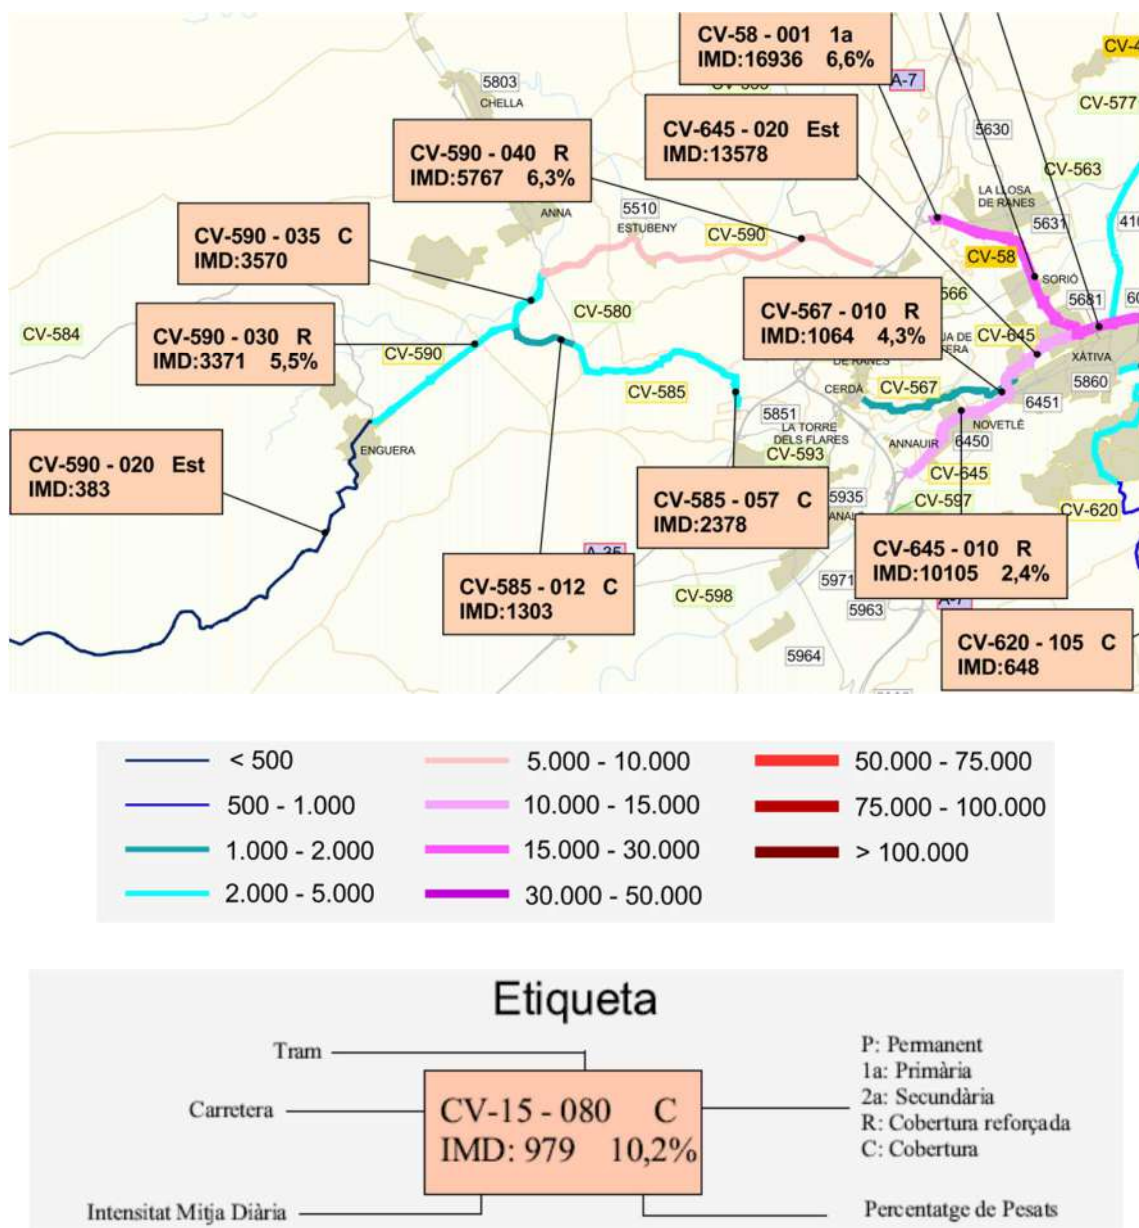 CV-58 - 001 1a
IMD:16936 6,6%
A-7
CV-577
5803
CHELLA
CV-645 - 020 Est
IMD:13578
5630
CV-563
CV-590 - 040 R
IMD:5767 6,3%
LA LLOSA
DE RANES
ANNA
5510
ESTUBENY
CV-590
5631
CV-590 - 035 C
IMD:3570
CV-58
SORIÓ
CV-580
CV-567 - 010 R
IMD:1064 4,3%
5681
CV-584
CV-590 - 030 R
IMD:3371 5,5%
CV-590
CV-645
XÀTIVA
DE RANES
CV-585
CERDÀ
CV-567
5860
6451
5851
LA TORRE
DELS FLARES
NOVETLÈ
ENGUERA
ANNAUIR
6450
CV-593
CV-590 - 020 Est
IMD:383
CV-645
CV-585 - 057 C
IMD:2378
5935
CV-597
CV-620
CV-645 - 010 R
IMD:10105 2,4%
A-35
CV-585 - 012 C
IMD:1303
5971
CV-598
5963
A-7
CV-620 - 105 C
IMD:648
5964
< 500
5.000 - 10.000
50.000 - 75.000
500 - 1.000
10.000 - 15.000
75.000 - 100.000
1.000 - 2.000
15.000 - 30.000
> 100.000
2.000 - 5.000
30.000 - 50.000
Etiqueta
Tram
Carretera
CV-15 - 080 C
IMD: 979 10,2%
P: Permanent
1a: Primària
2a: Secundària
R: Cobertura reforçada
C: Cobertura
Intensitat Mitja Diària
Percentatge de Pesats